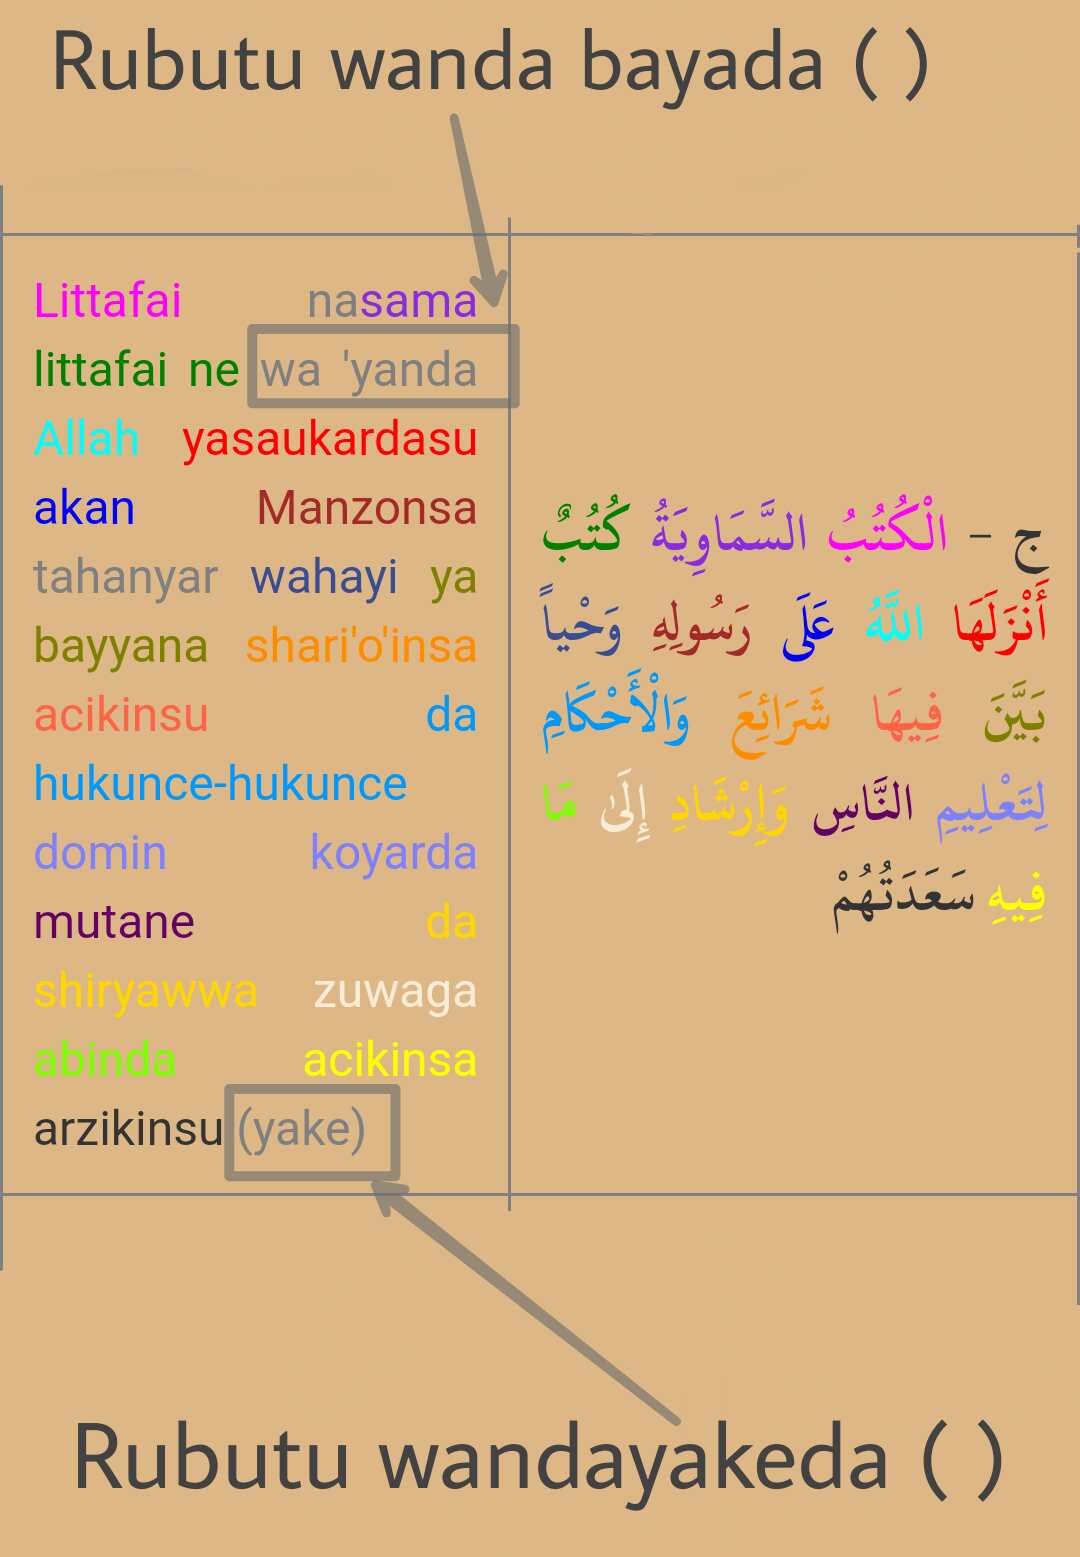 Rubutu wanda bayada ( )
Littafai nasama
littafai ne wa 'yanda
Allah yasaukardasu
akan Manzonsa
tahanyar wahayi ya
bayyana shari'o'insa
acikinsu da
hukunce-hukunce
domin koyarda
mutane da
shiryawwa zuwaga
abinda acikinsa
arzikinsu (yake)
ج - الْكُتُبُ السَّمَاوِيَةُ كُتُبٌ
أَنْزَلَهَا اللَّهُ عَلَى رَسُولِهِ وَحْياً
بَيَّنَ فِيهَا شَرَائِعَ وَالْأَحْكَامِ
لِتَعْلِيمِ النَّاسِ وَإِرْشَادِ إِلَىٰ مَا
فِيهِ سَعَدَتُهُمْ
Rubutu wandayakeda ( )